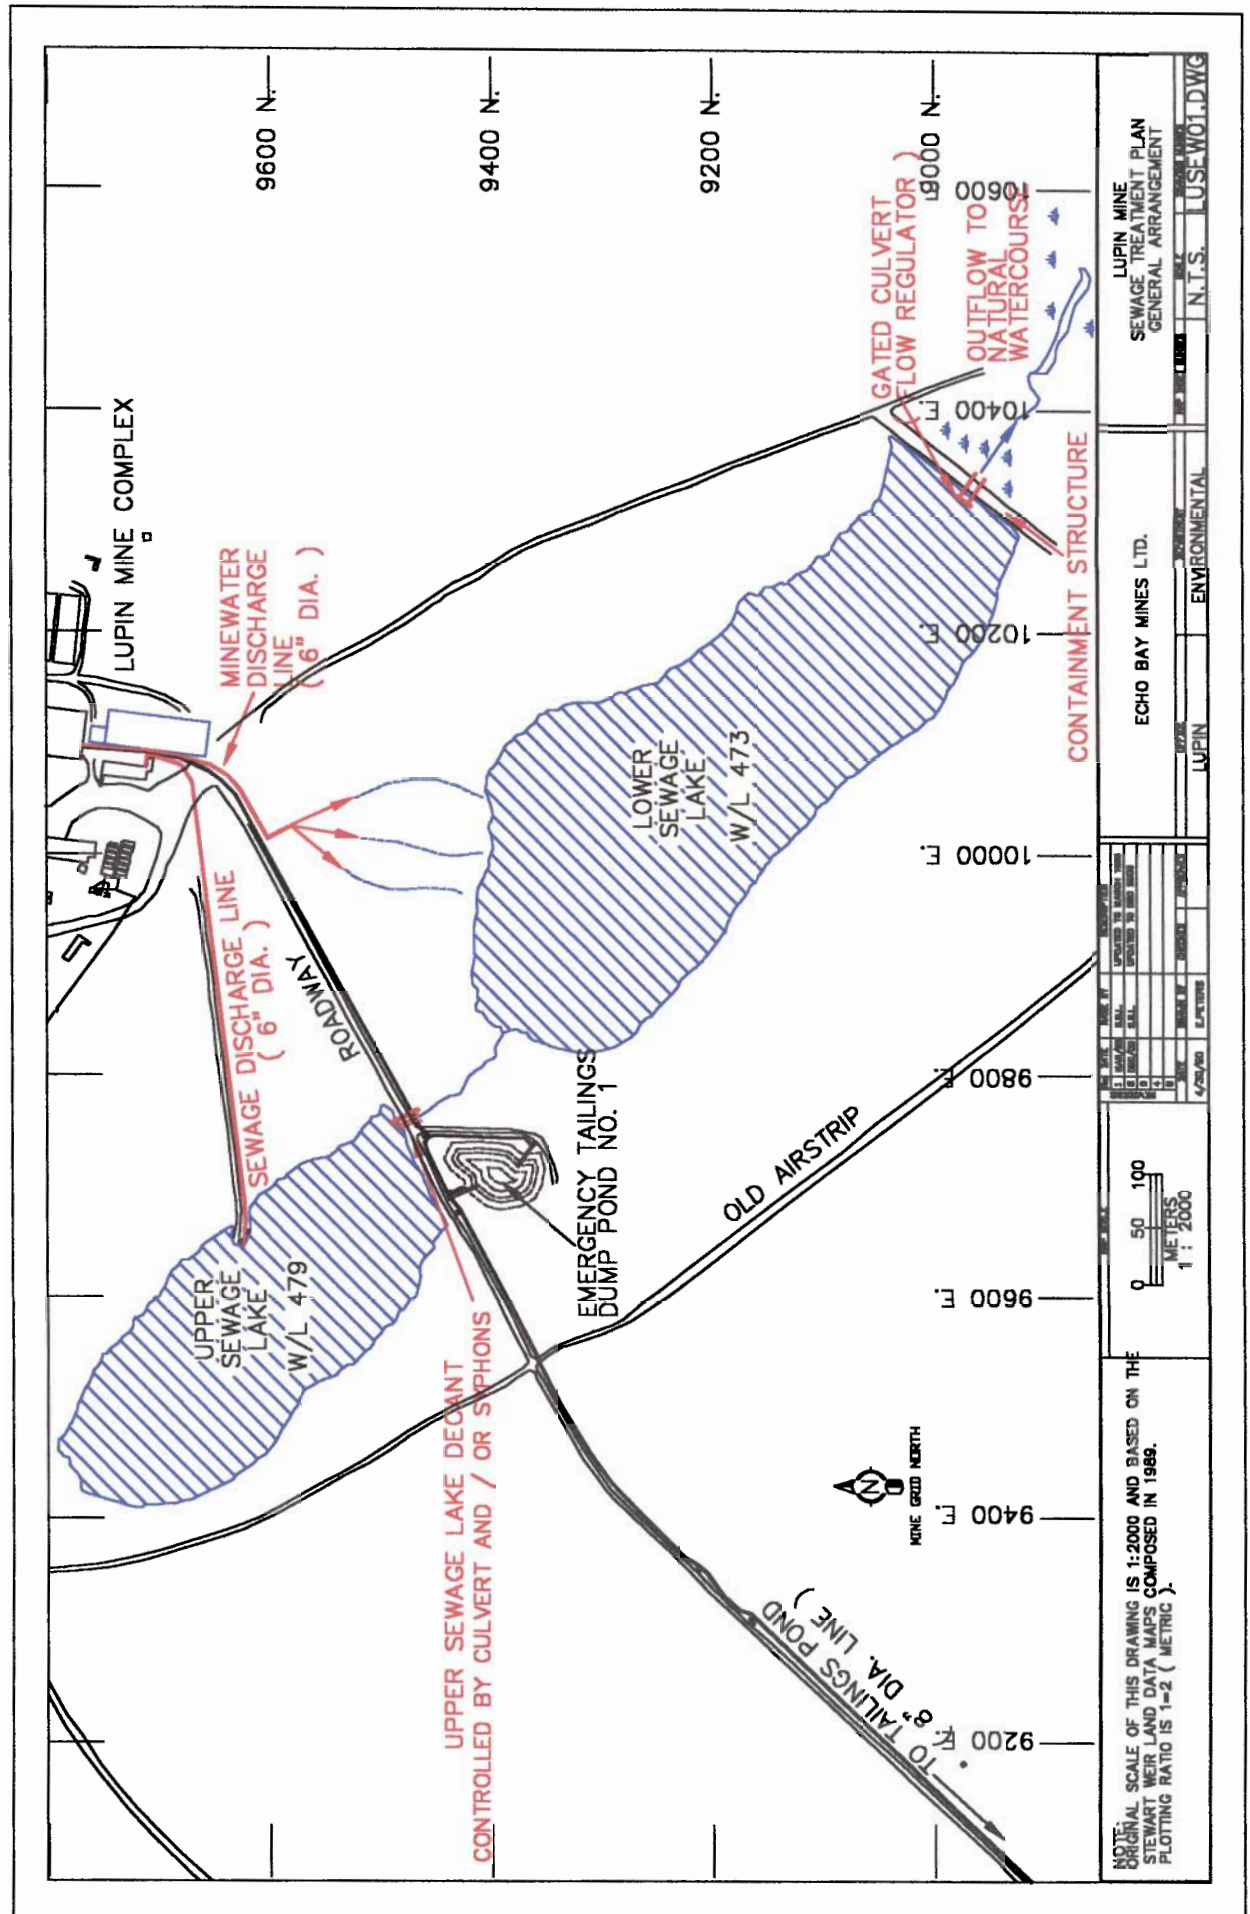 9600 N.
9400 N.
9200 N.
9000 N.
LUPIN MINE COMPLEX
MINEWATER
DISCHARGE
LINE
( 6" DIA. )
GATED CULVERT
FLOW REGULATOR )
OUTFLOW TO
NATURAL
WATERCOURSE
CONTAINMENT STRUCTURE
LOWER
SEWAGE
LAKE
W/L 473
SEWAGE DISCHARGE LINE
( 6" DIA. )
ROADWAY
UPPER
SEWAGE
LAKE
W/L 479
EMERGENCY TAILINGS
DUMP POND NO. 1
OLD AIRSTRIP
UPPER SEWAGE LAKE DECANT
CONTROLLED BY CULVERT AND / OR SYPHONS
TO TAILINGS POND
( 8" DIA. LINE )
N
MINE GRID NORTH
9200 E.
9400 E.
9600 E.
9800 E.
10000 E.
10200 E.
10400 E.
10600 E
NOTE:
ORIGINAL SCALE OF THIS DRAWING IS 1:2000 AND BASED ON THE
STEWART WEIR LAND DATA MAPS COMPOSED IN 1989.
PLOTTING RATIO IS 1=2 ( METRIC ).
0 50 100
METERS
1 : 2000
DATE
4/30/90
ECHO BAY MINES LTD.
LUPIN
ENVIRONMENTAL
LUPIN MINE
SEWAGE TREATMENT PLAN
GENERAL ARRANGEMENT
N.T.S.
LUSEW01.DWG